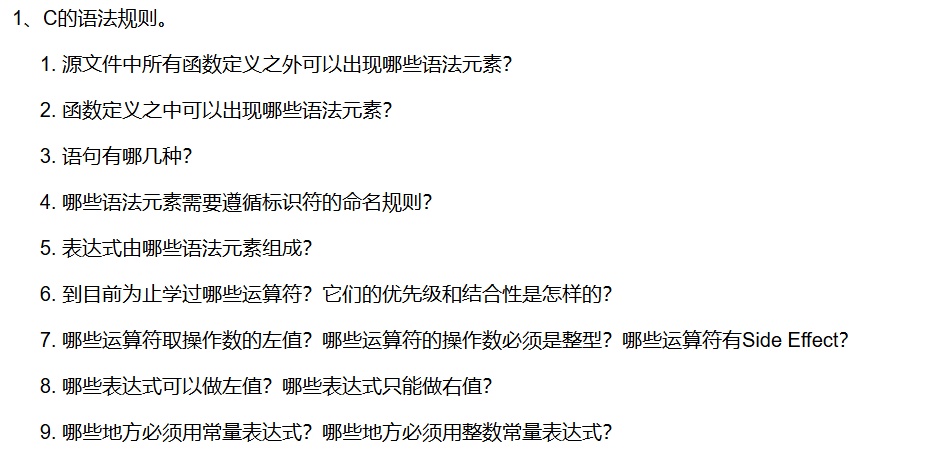 1、C的语法规则。
1. 源文件中所有函数定义之外可以出现哪些语法元素？
2. 函数定义之中可以出现哪些语法元素？
3. 语句有哪几种？
4. 哪些语法元素需要遵循标识符的命名规则？
5. 表达式由哪些语法元素组成？
6. 到目前为止学过哪些运算符？它们的优先级和结合性是怎样的？
7. 哪些运算符取操作数的左值？哪些运算符的操作数必须是整型？哪些运算符有Side Effect？
8. 哪些表达式可以做左值？哪些表达式只能做右值？
9. 哪些地方必须用常量表达式？哪些地方必须用整数常量表达式？